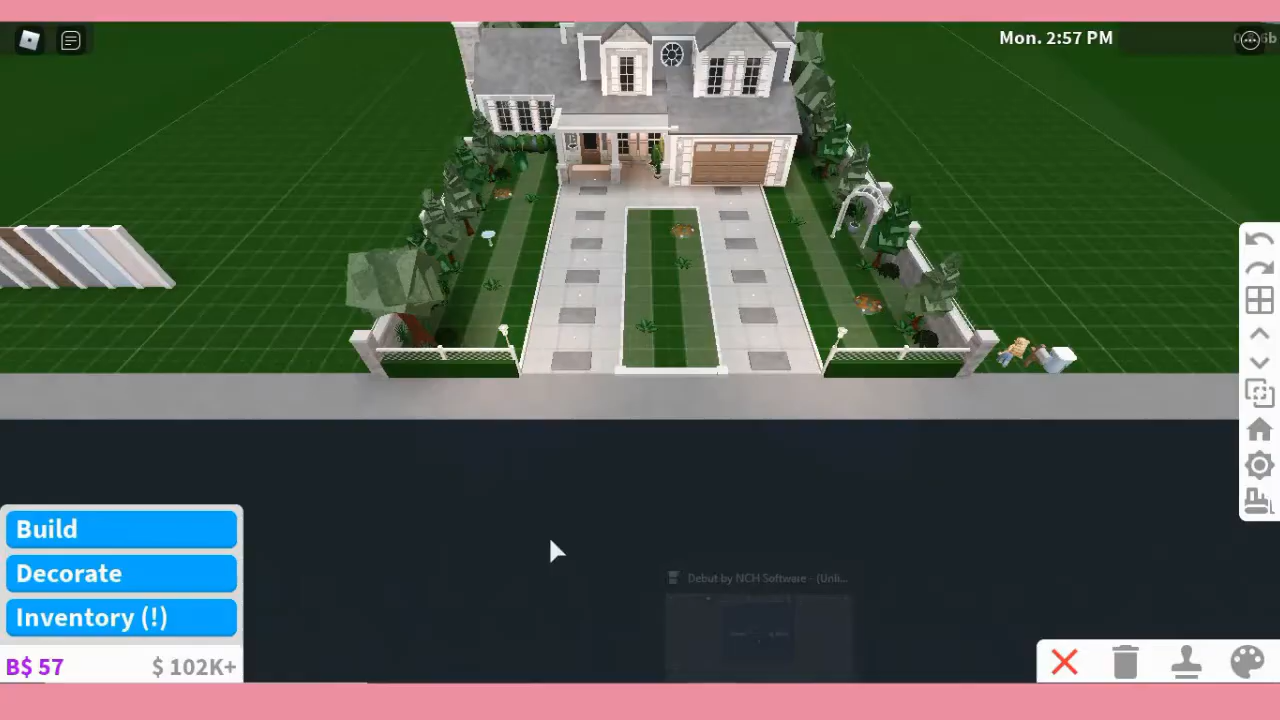 Mon. 2:57 PM
Build
Decorate
Inventory (!)
B$ 57
$ 102K+
Debut by NCH Software - (Unli...